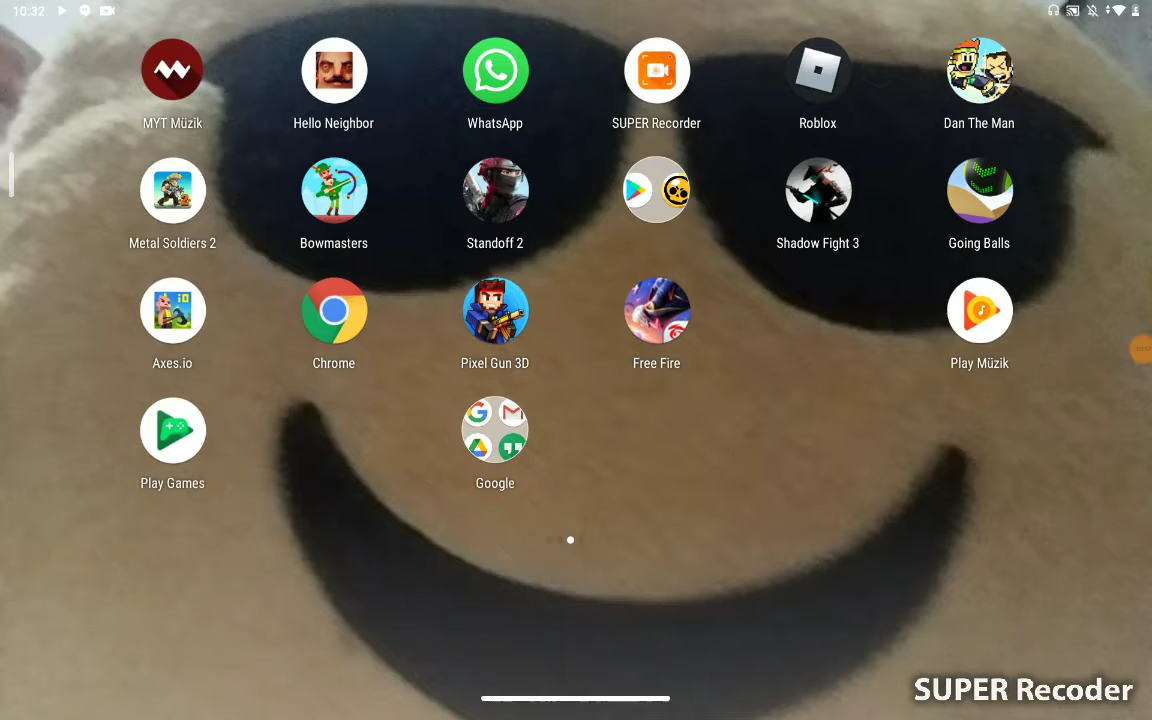 10:32
MYT Müzik
Hello Neighbor
WhatsApp
SUPER Recorder
Roblox
Dan The Man
Metal Soldiers 2
Bowmasters
Standoff 2
Shadow Fight 3
Going Balls
Axes.io
Chrome
Pixel Gun 3D
Free Fire
Play Müzik
Play Games
Google
SUPER Recoder